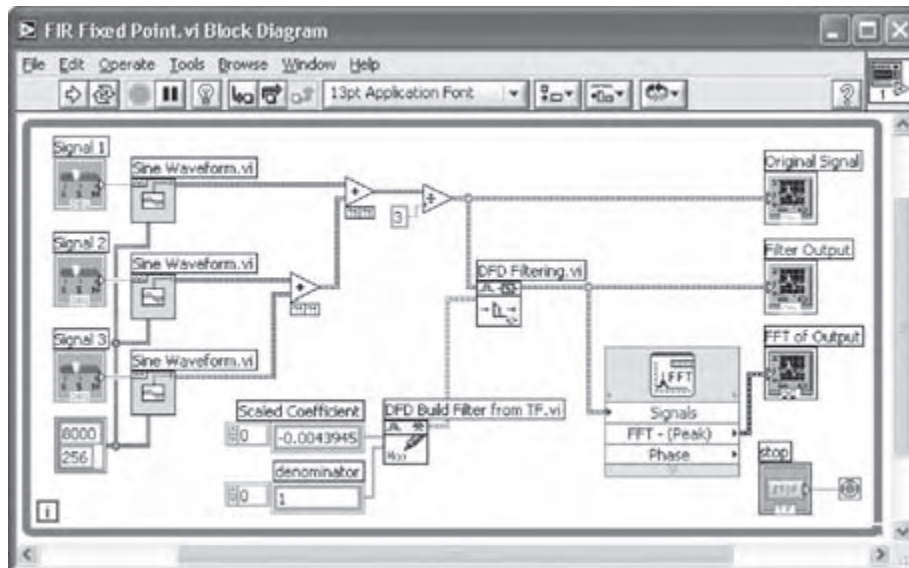 FIR Fixed Point.vi Block Diagram
File Edit Operate Tools Browse Window Help
13pt Application Font
1
Signal 1
Sine Waveform.vi
Original Signal
3
Signal 2
Sine Waveform.vi
DFD Filtering.vi
Filter Output
Signal 3
Sine Waveform.vi
FFT of Output
FFT
Signals
Scaled Coefficient
DFD Build Filter from TF.vi
8000
0
-0.0043945
FFT - (Peak)
256
Phase
denominator
stop
0
1
i